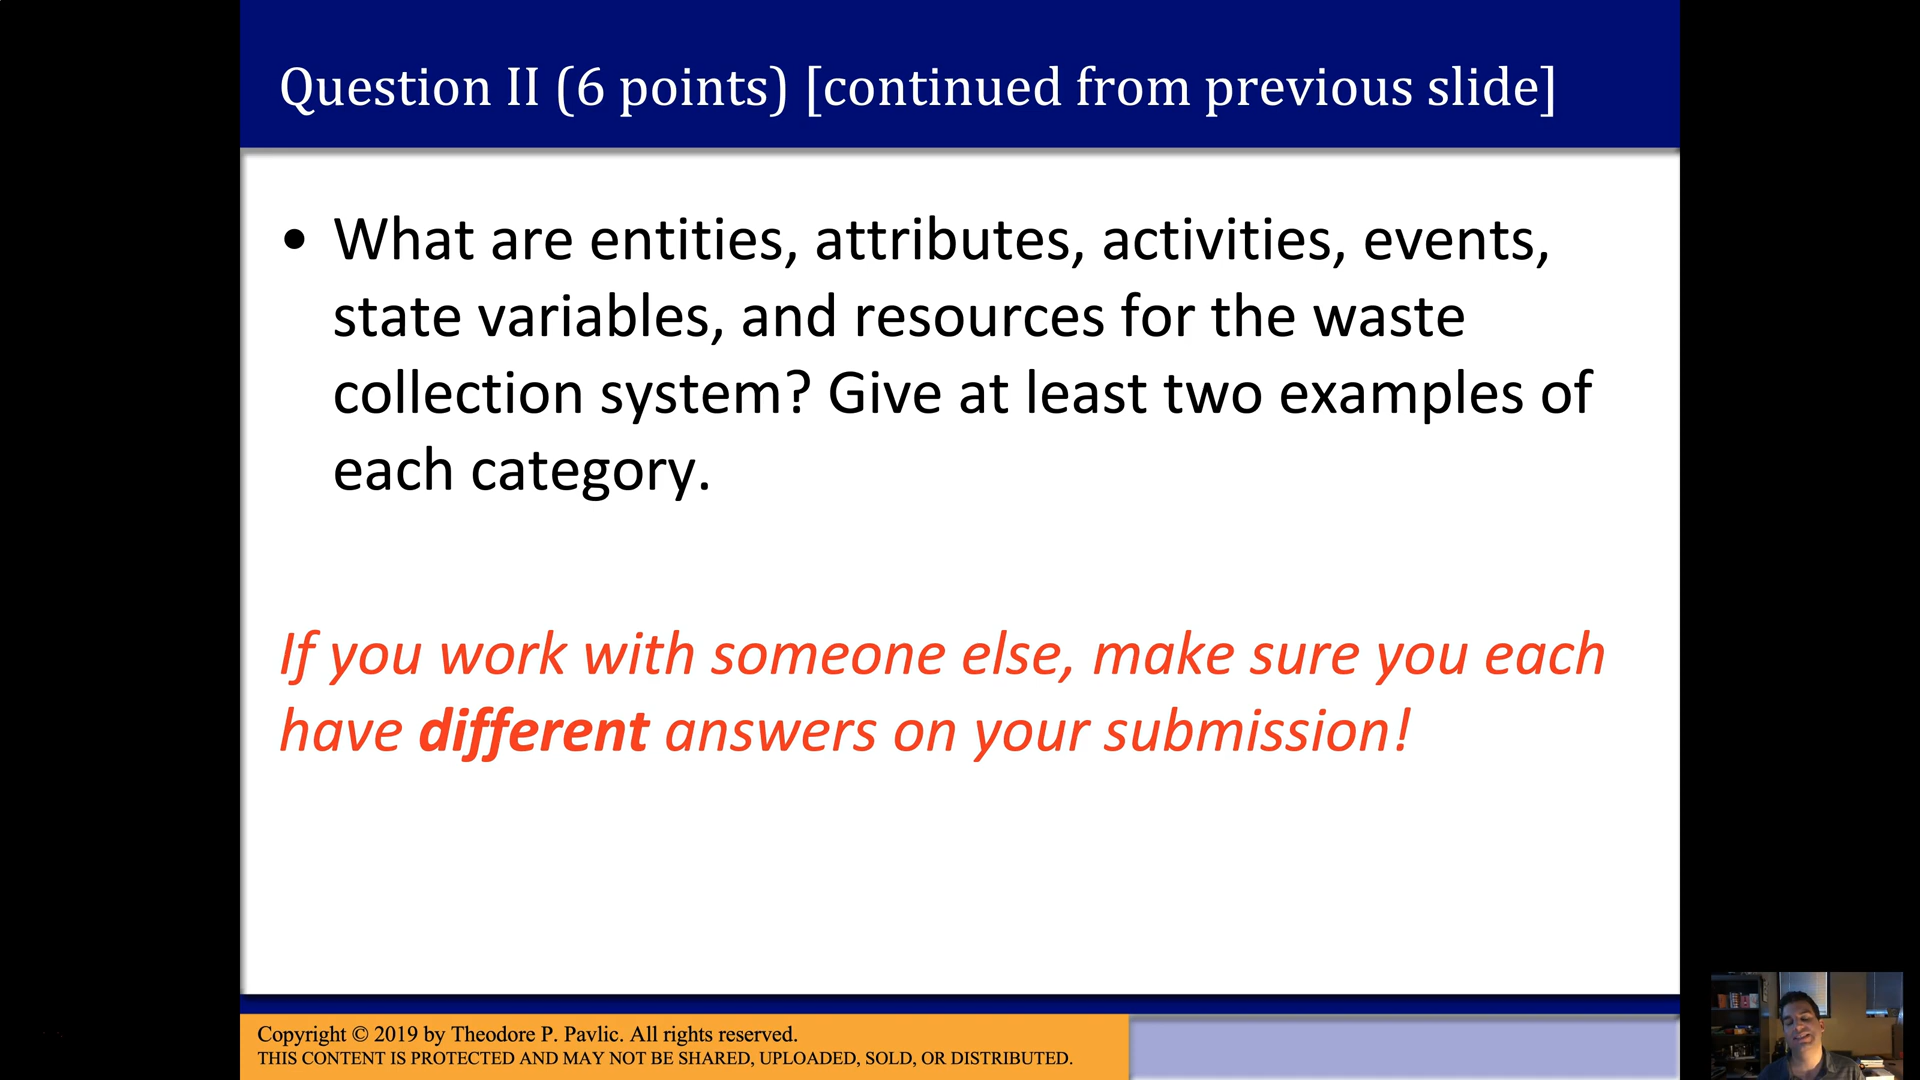 Question II (6 points) [continued from previous slide]
• What are entities, attributes, activities, events,
state variables, and resources for the waste
collection system? Give at least two examples of
each category.
If you work with someone else, make sure you each
have different answers on your submission!
Copyright © 2019 by Theodore P. Pavlic. All rights reserved.
THIS CONTENT IS PROTECTED AND MAY NOT BE SHARED, UPLOADED, SOLD, OR DISTRIBUTED.